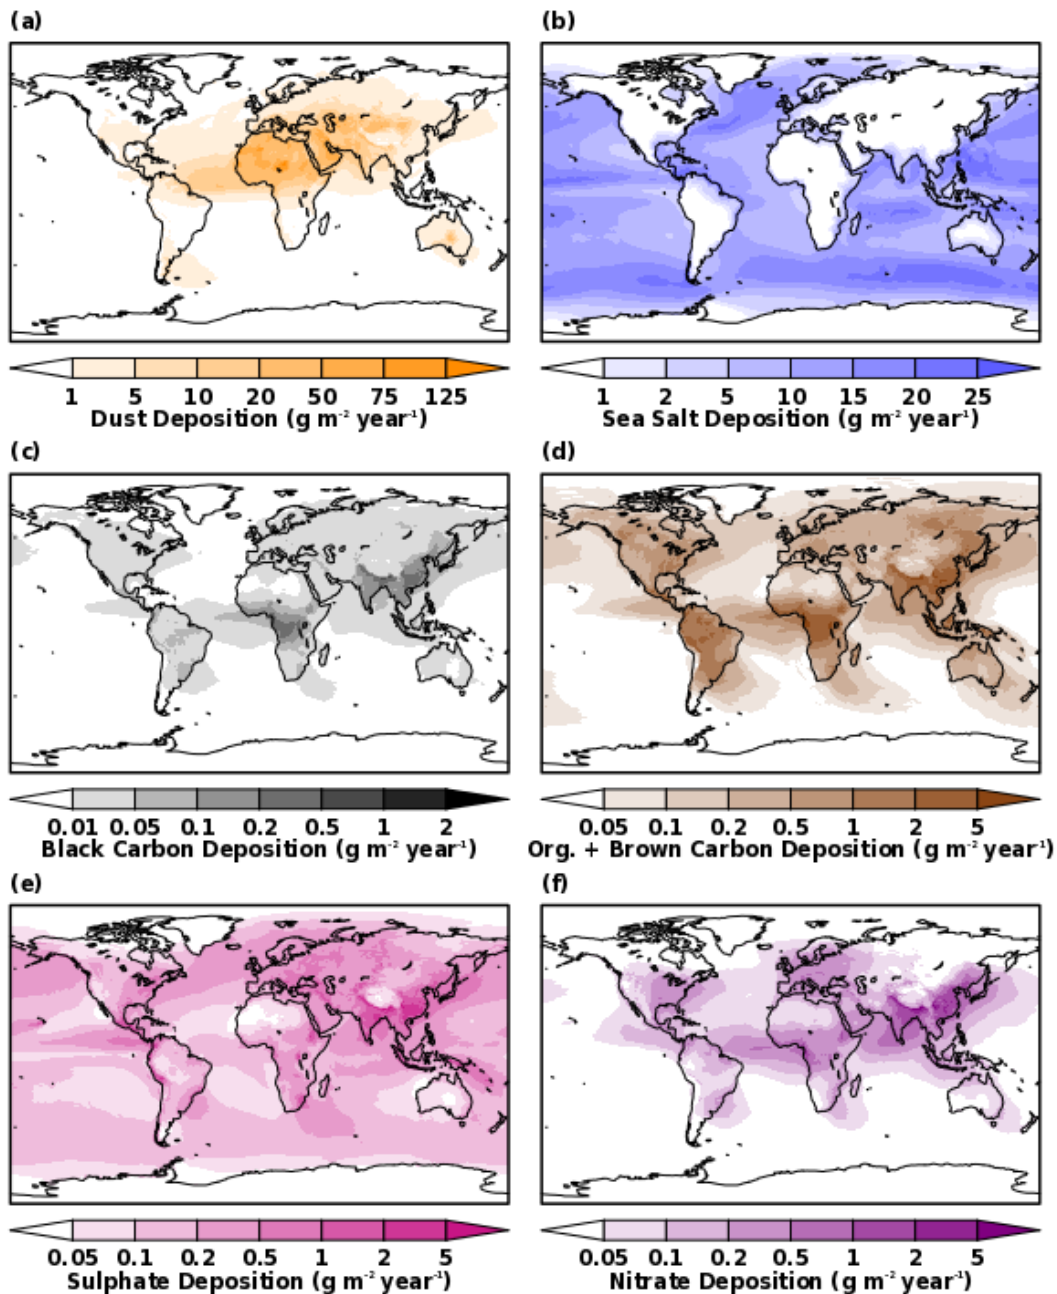 (a)
(b)
1 5 10 20 50 75 125
Dust Deposition (g m⁻² year⁻¹)
1 2 5 10 15 20 25
Sea Salt Deposition (g m⁻² year⁻¹)
(c)
(d)
0.01 0.05 0.1 0.2 0.5 1 2
Black Carbon Deposition (g m⁻² year⁻¹)
0.05 0.1 0.2 0.5 1 2 5
Org. + Brown Carbon Deposition (g m⁻² year⁻¹)
(e)
(f)
0.05 0.1 0.2 0.5 1 2 5
Sulphate Deposition (g m⁻² year⁻¹)
0.05 0.1 0.2 0.5 1 2 5
Nitrate Deposition (g m⁻² year⁻¹)